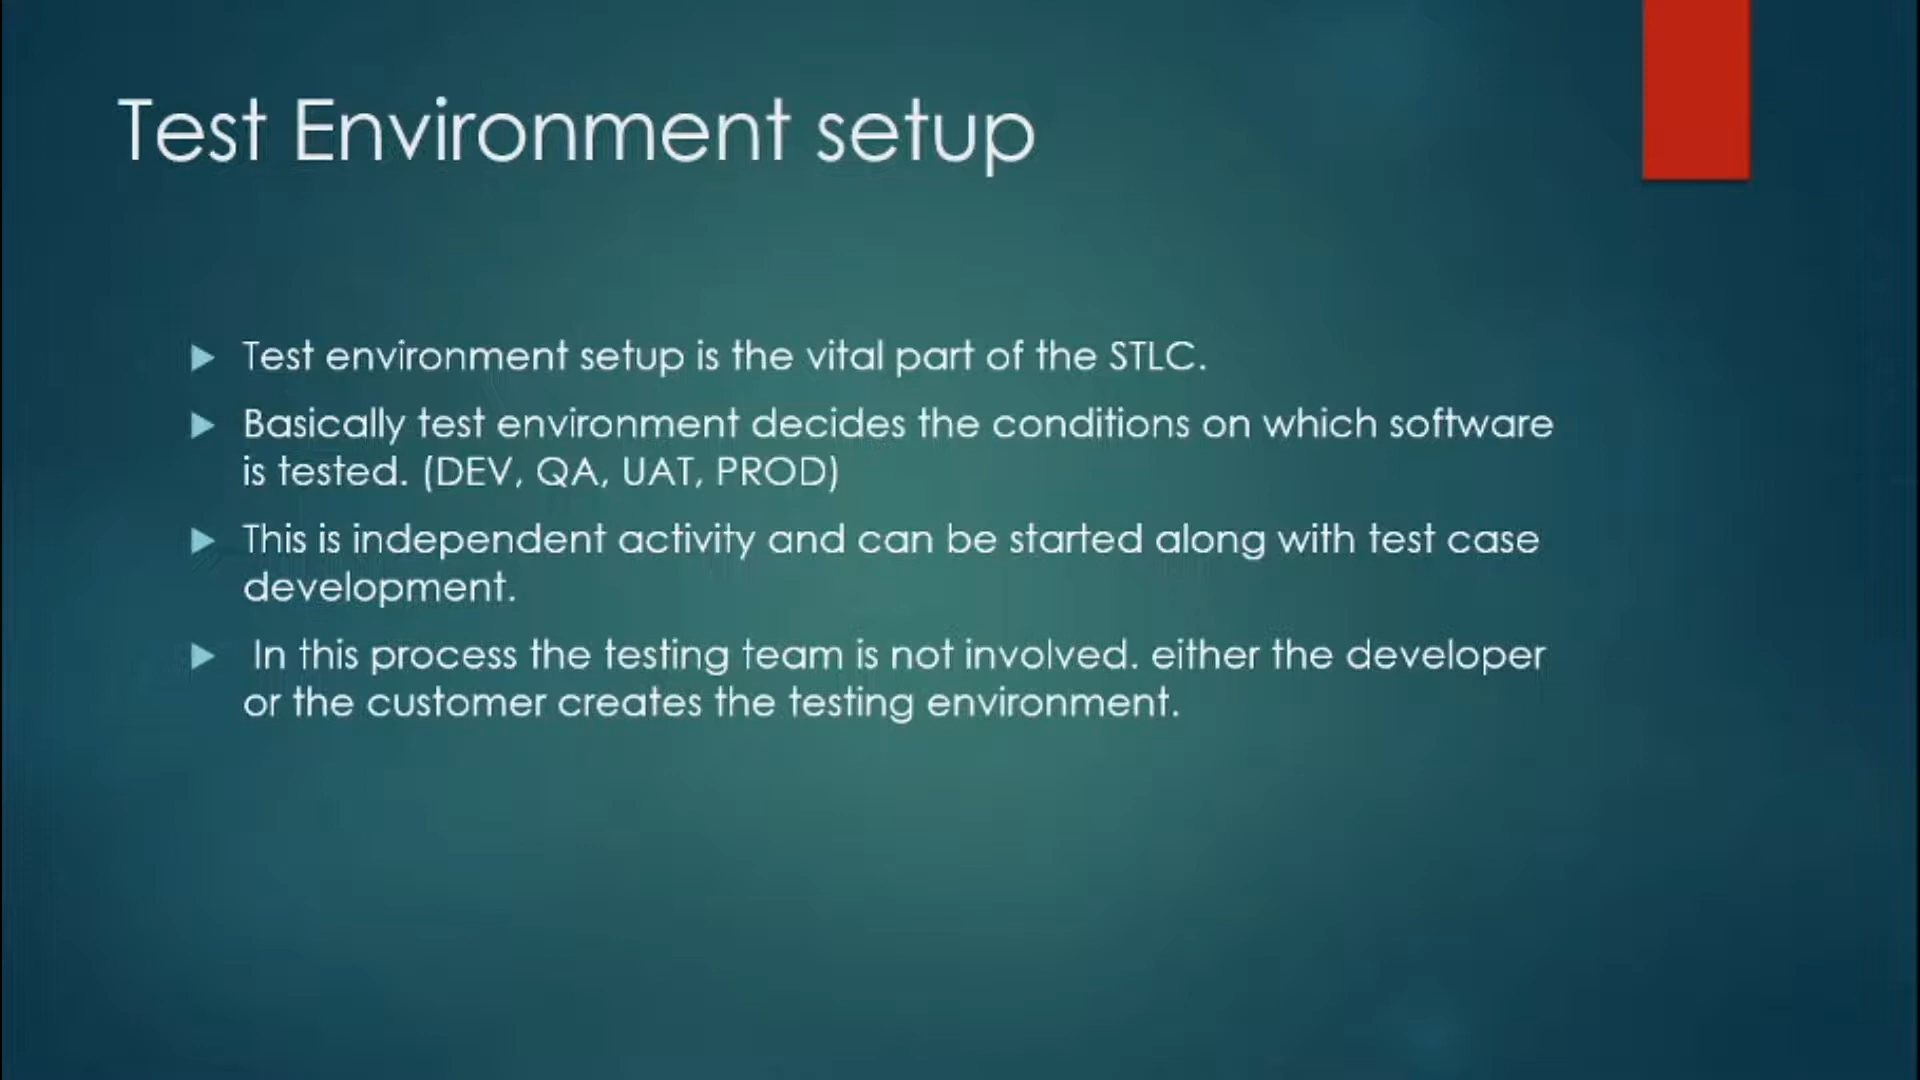 Test Environment setup
Test environment setup is the vital part of the STLC.
Basically test environment decides the conditions on which software
is tested. (DEV, QA, UAT, PROD)
This is independent activity and can be started along with test case
development.
In this process the testing team is not involved. either the developer
or the customer creates the testing environment.